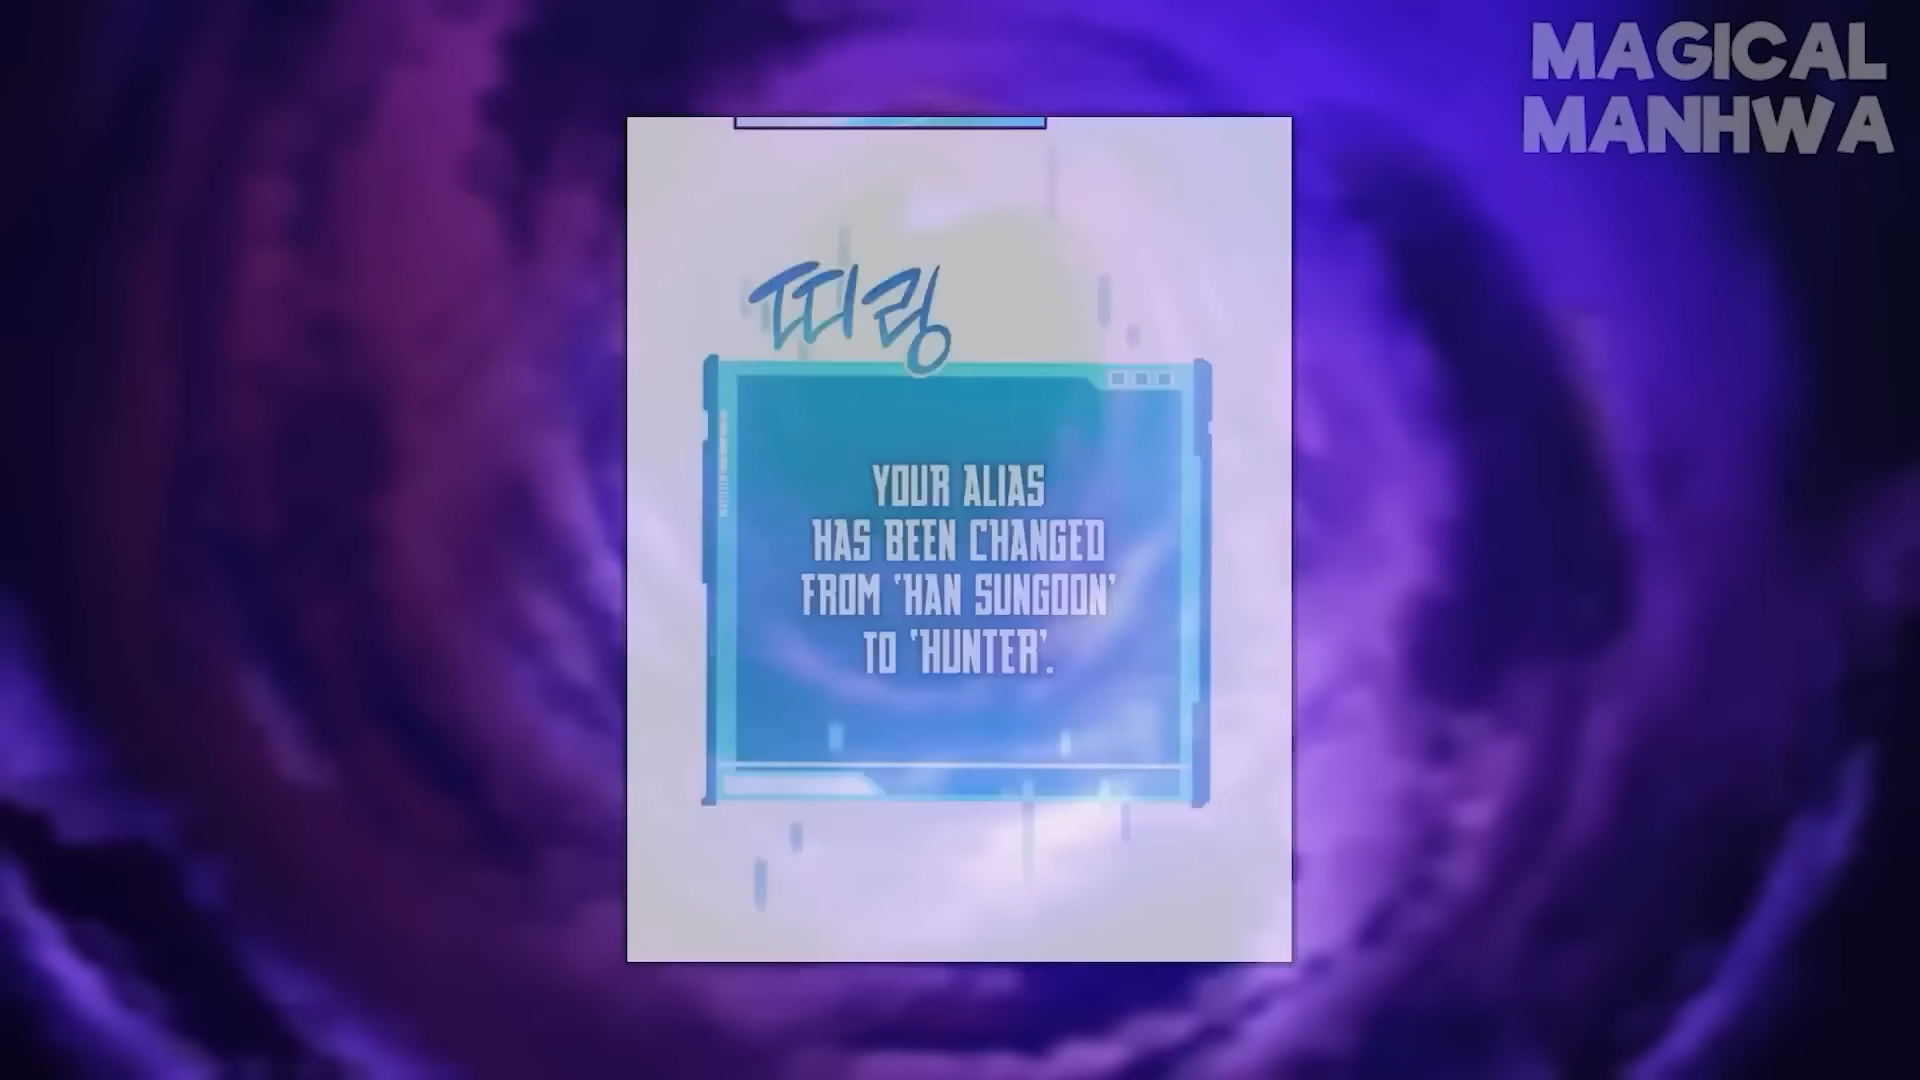 MAGICAL
MANHWA
띠링
YOUR ALIAS
HAS BEEN CHANGED
FROM 'HAN SUNGOON'
TO 'HUNTER'.